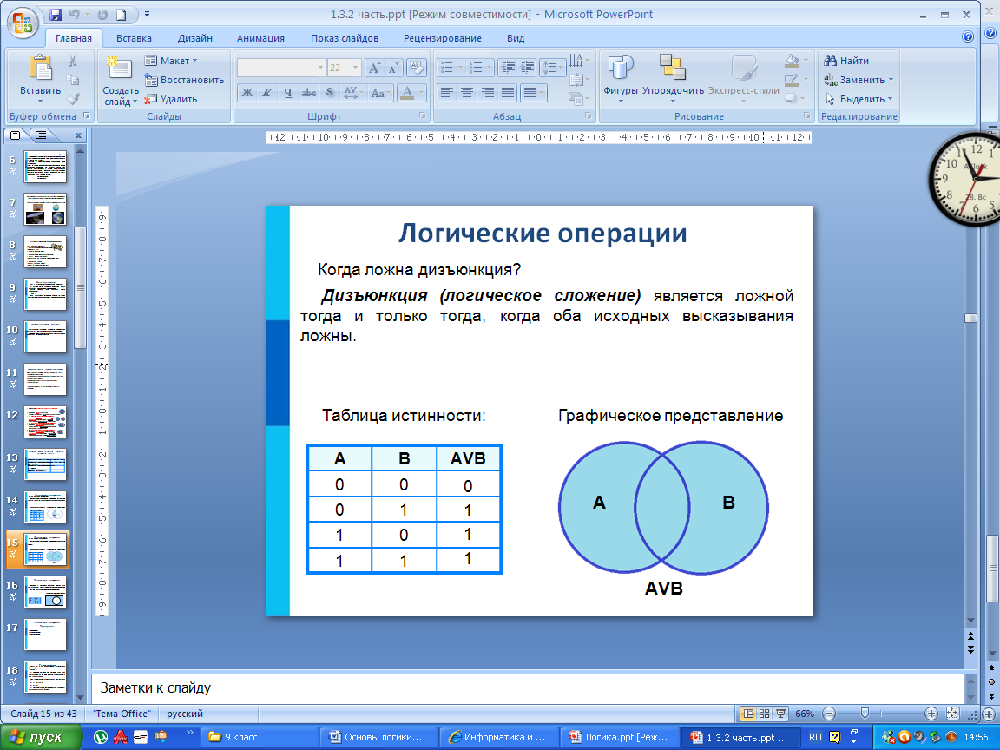 1.3.2 часть.ppt [Режим совместимости] - Microsoft PowerPoint
Главная Вставка Дизайн Анимация Показ слайдов Рецензирование Вид
Вставить
Буфер обмена
Создать слайд
Макет
Восстановить
Удалить
Слайды
22
Ж К Ч abc S AV Aa A
Шрифт
Абзац
Фигуры Упорядочить Экспресс-стили
Рисование
Найти
Заменить
Выделить
Редактирование
6
7
8
9
10
11
12
13
14
15
16
17
18
28. Вс
Логические операции
Когда ложна дизъюнкция?
Дизъюнкция (логическое сложение) является ложной
тогда и только тогда, когда оба исходных высказывания
ложны.
Таблица истинности:
Графическое представление
A B AVB
0 0 0
0 1 1
1 0 1
1 1 1
A B
AVB
Заметки к слайду
Слайд 15 из 43 "Тема Office" русский 66%
пуск 9 класс Основы логики.... Информатика и ... Логика.ppt [Реж... 1.3.2 часть.ppt ... RU 14:56